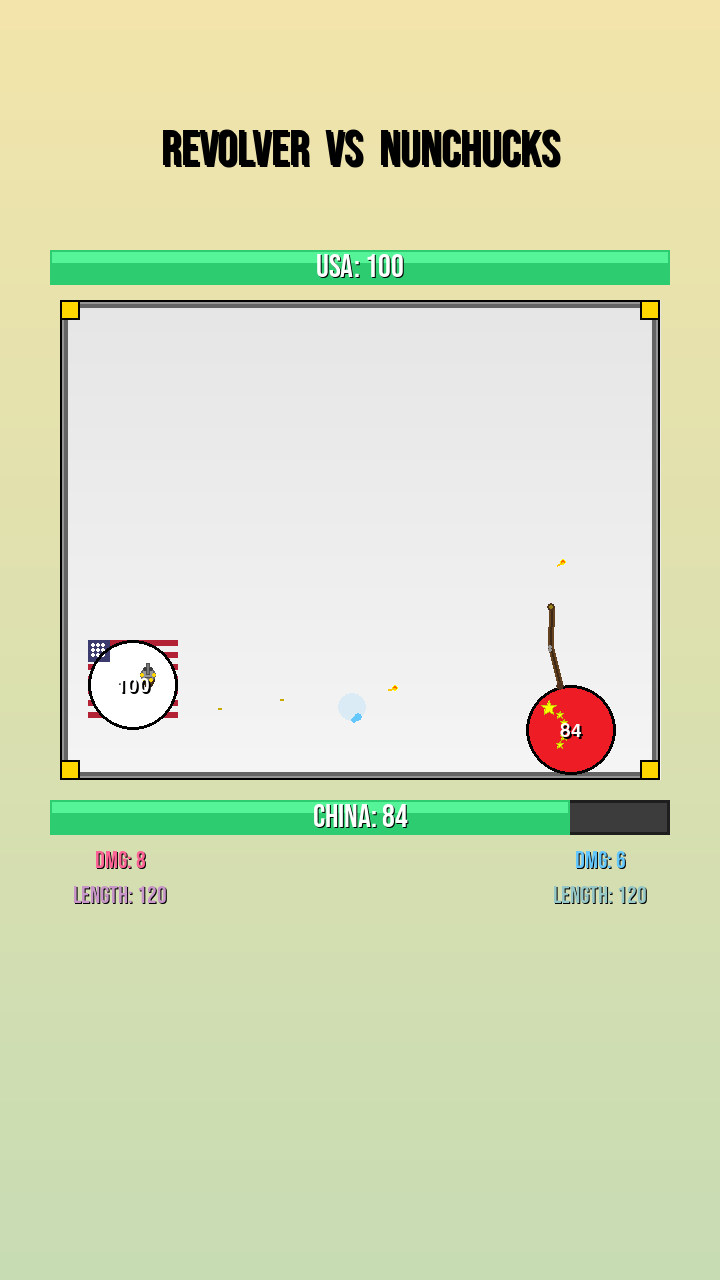 REVOLVER VS NUNCHUCKS
USA: 100
100
84
CHINA: 84
DMG: 8
DMG: 6
LENGTH: 120
LENGTH: 120